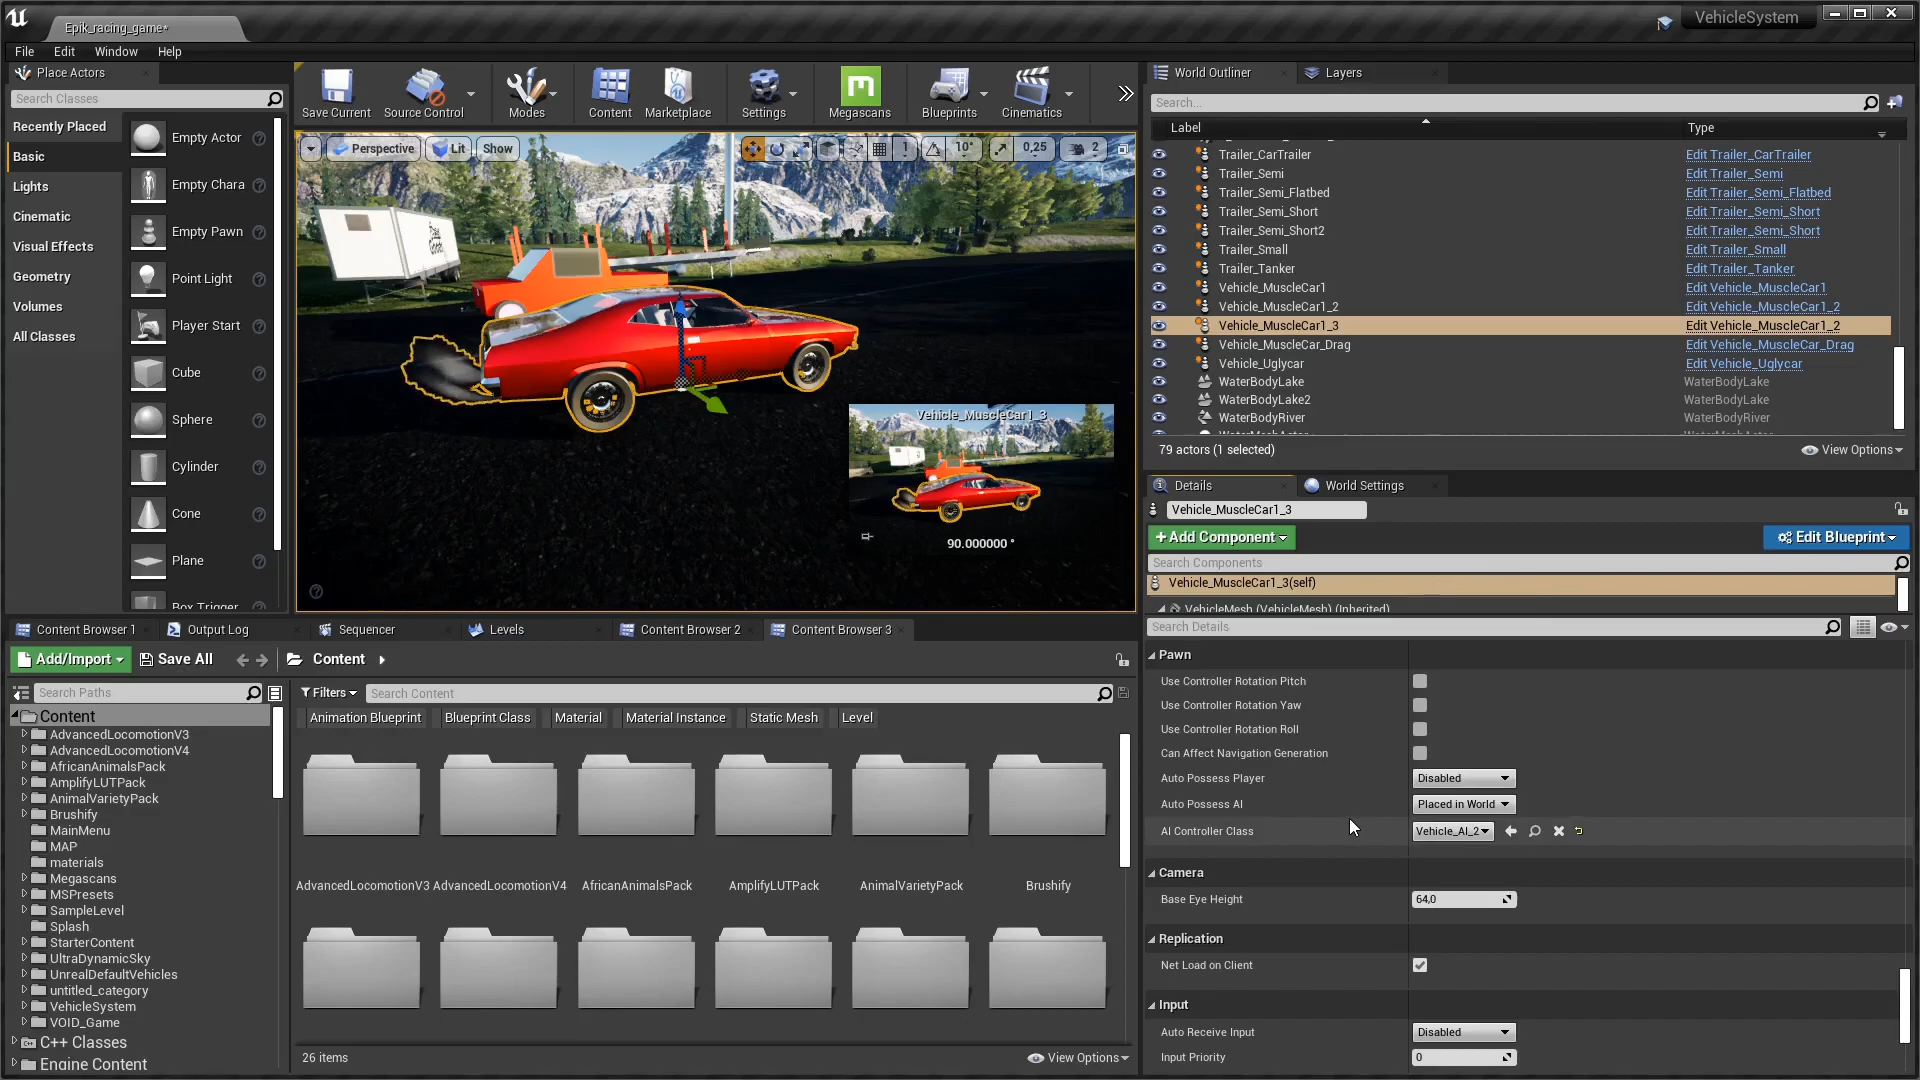 Epik_racing_game*
VehicleSystem
File Edit Window Help
Place Actors
Search Classes
Recently Placed
Basic
Lights
Cinematic
Visual Effects
Geometry
Volumes
All Classes
Empty Actor
Empty Chara
Empty Pawn
Point Light
Player Start
Cube
Sphere
Cylinder
Cone
Plane
Box Trigger
Save Current Source Control Modes Content Marketplace Settings Megascans Blueprints Cinematics
Perspective Lit Show 1 10° 0,25 2
Vehicle_MuscleCar1_3
90.000000 °
World Outliner Layers
Search...
Label Type
Trailer_CarTrailer Edit Trailer_CarTrailer
Trailer_Semi Edit Trailer_Semi
Trailer_Semi_Flatbed Edit Trailer_Semi_Flatbed
Trailer_Semi_Short Edit Trailer_Semi_Short
Trailer_Semi_Short2 Edit Trailer_Semi_Short
Trailer_Small Edit Trailer_Small
Trailer_Tanker Edit Trailer_Tanker
Vehicle_MuscleCar1 Edit Vehicle_MuscleCar1
Vehicle_MuscleCar1_2 Edit Vehicle_MuscleCar1_2
Vehicle_MuscleCar1_3 Edit Vehicle_MuscleCar1_2
Vehicle_MuscleCar_Drag Edit Vehicle_MuscleCar_Drag
Vehicle_Uglycar Edit Vehicle_Uglycar
WaterBodyLake WaterBodyLake
WaterBodyLake2 WaterBodyLake
WaterBodyRiver WaterBodyRiver
79 actors (1 selected) View Options
Details World Settings
Vehicle_MuscleCar1_3
+Add Component Edit Blueprint
Search Components
Vehicle_MuscleCar1_3(self)
VehicleMesh (VehicleMesh) (Inherited)
Search Details
Pawn
Use Controller Rotation Pitch
Use Controller Rotation Yaw
Use Controller Rotation Roll
Can Affect Navigation Generation
Auto Possess Player Disabled
Auto Possess AI Placed in World
AI Controller Class Vehicle_AI_2
Camera
Base Eye Height 64,0
Replication
Net Load on Client
Input
Auto Receive Input Disabled
Input Priority 0
Content Browser 1 Output Log Sequencer Levels Content Browser 2 Content Browser 3
Add/Import Save All Content
Search Paths
Filters Search Content
Animation Blueprint Blueprint Class Material Material Instance Static Mesh Level
Content
AdvancedLocomotionV3
AdvancedLocomotionV4
AfricanAnimalsPack
AmplifyLUTPack
AnimalVarietyPack
Brushify
MainMenu
MAP
materials
Megascans
MSPresets
SampleLevel
Splash
StarterContent
UltraDynamicSky
UnrealDefaultVehicles
untitled_category
VehicleSystem
VOID_Game
C++ Classes
Engine Content
AdvancedLocomotionV3 AdvancedLocomotionV4 AfricanAnimalsPack AmplifyLUTPack AnimalVarietyPack Brushify
26 items View Options